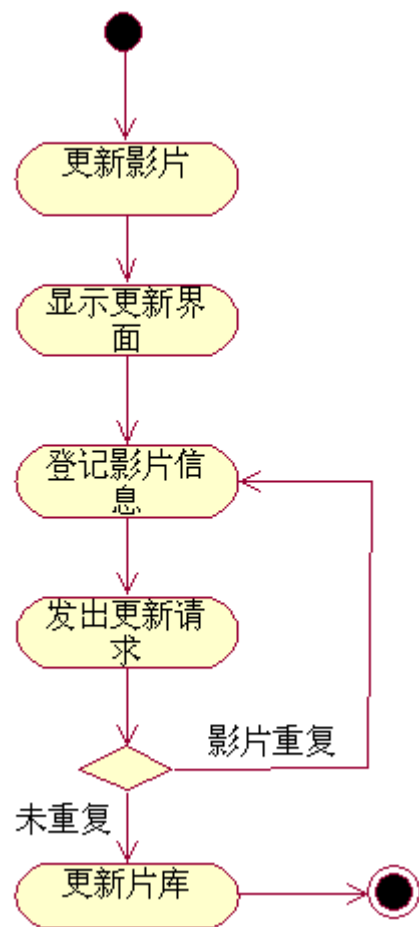 更新影片
显示更新界
面
登记影片信
息
发出更新请
求
影片重复
未重复
更新片库